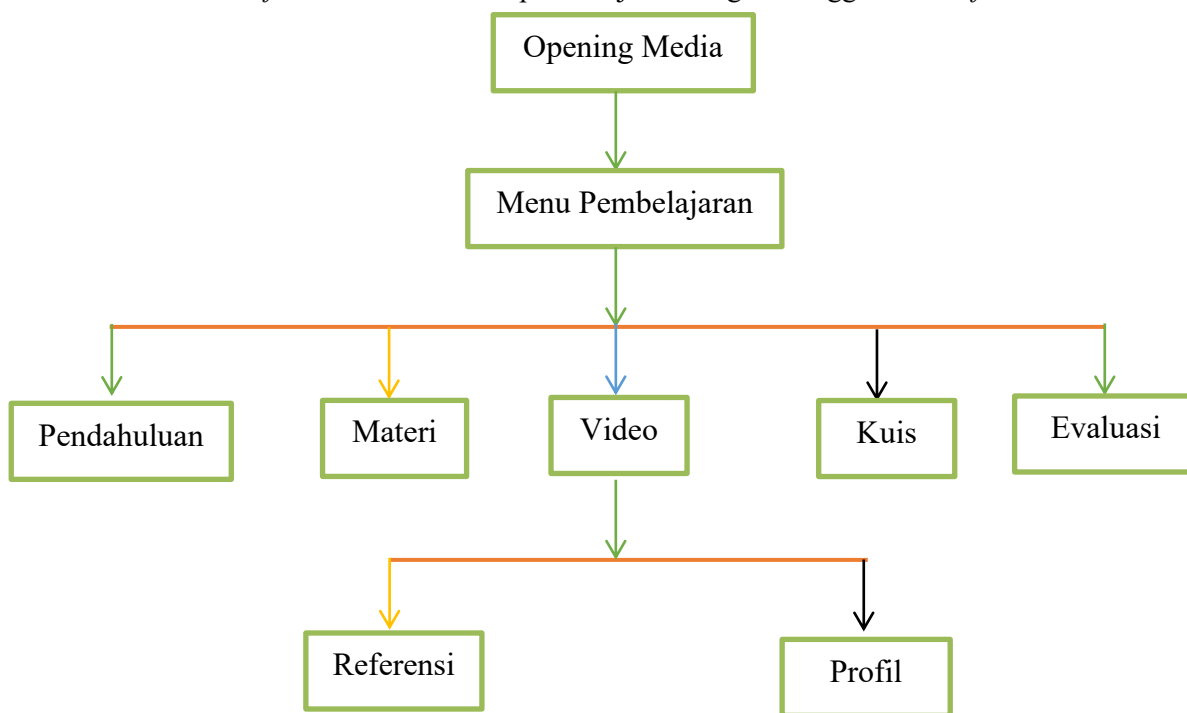 Opening Media
Menu Pembelajaran
Pendahuluan
Materi
Video
Kuis
Evaluasi
Referensi
Profil